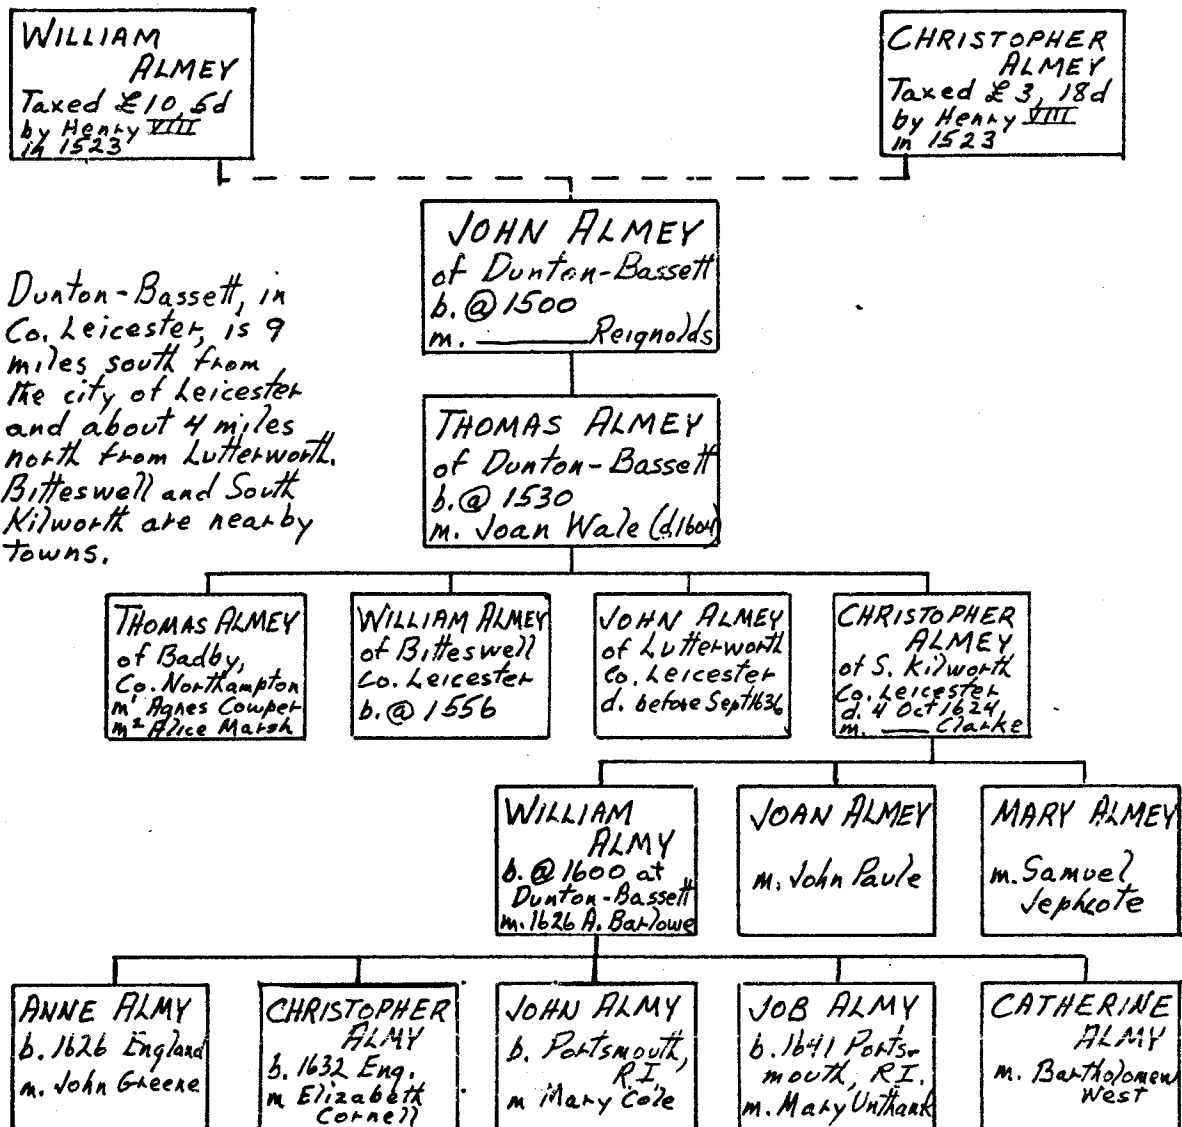 WILLIAM
ALMEY
Taxed £10, 5d
by Henry VIII
in 1523
CHRISTOPHER
ALMEY
Taxed £3, 18d
by Henry VIII
in 1523
JOHN ALMEY
of Dunton-Bassett
b. @ 1500
m. ______ Reignolds
Dunton-Bassett, in
Co. Leicester, is 9
miles south from
the city of Leicester
and about 4 miles
north from Lutterworth.
Bitteswell and South
Kilworth are nearby
towns.
THOMAS ALMEY
of Dunton-Bassett
b. @ 1530
m. Joan Wale (d.1604)
THOMAS ALMEY
of Badby,
Co. Northampton
m¹ Agnes Cowper
m² Alice Marsh
WILLIAM ALMEY
of Bitteswell
Co. Leicester
b. @ 1556
JOHN ALMEY
of Lutterworth
Co. Leicester
d. before Sept 1636
CHRISTOPHER
ALMEY
of S. Kilworth
Co. Leicester
d. 4 Oct 1624
m. ___ Clarke
WILLIAM
ALMY
b. @ 1600 at
Dunton-Bassett
m. 1626 A. Barlowe
JOAN ALMEY
m. John Paule
MARY ALMEY
m. Samuel
Jephcote
ANNE ALMY
b. 1626 England
m. John Greene
CHRISTOPHER
ALMY
b. 1632 Eng.
m Elizabeth
Cornell
JOHN ALMY
b. Portsmouth,
R.I.
m Mary Cole
JOB ALMY
b. 1641 Ports-
mouth, R.I.
m. Mary Unthank
CATHERINE
ALMY
m. Bartholomew
West